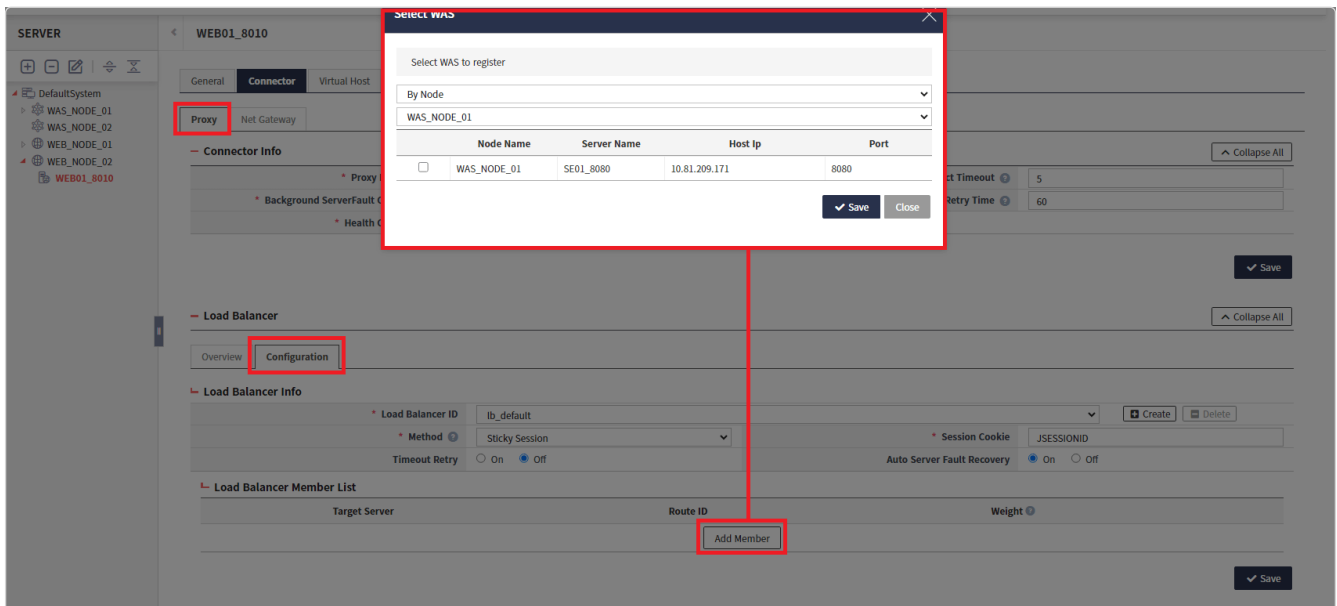 Select WAS
SERVER
WEB01_8010
Select WAS to register
General Connector Virtual Host
By Node
DefaultSystem
WAS_NODE_01
WAS_NODE_01
Proxy Net Gateway
WAS_NODE_02
Node Name Server Name Host Ip Port
WEB_NODE_01
Connector Info
Collapse All
WEB_NODE_02
WAS_NODE_01 SE01_8080 10.81.209.171 8080
WEB01_8010
* Proxy
ct Timeout 5
* Background ServerFault
Retry Time 60
Save Close
* Health
Save
Load Balancer
Collapse All
Overview Configuration
Load Balancer Info
* Load Balancer ID lb_default Create Delete
* Method Sticky Session * Session Cookie JSESSIONID
Timeout Retry On Off Auto Server Fault Recovery On Off
Load Balancer Member List
Target Server Route ID Weight
Add Member
Save